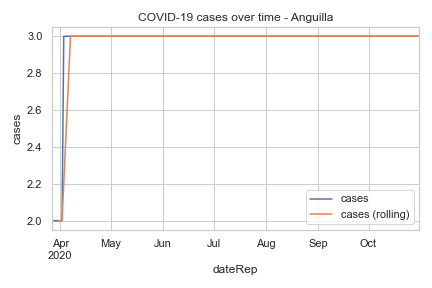 COVID-19 cases over time - Anguilla
3.0
2.8
2.6
2.4
2.2
2.0
cases
cases
cases (rolling)
Apr May Jun Jul Aug Sep Oct
2020
dateRep